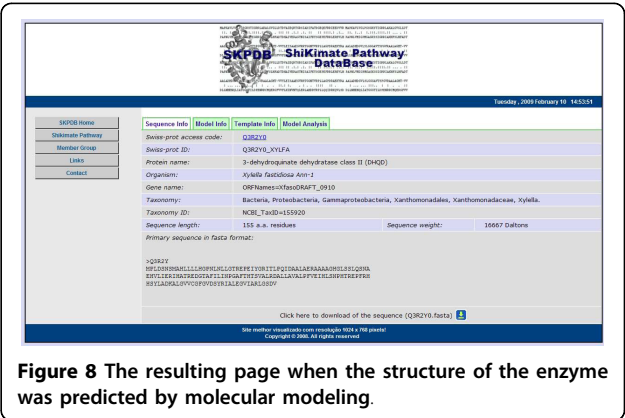 SKPDB ShiKimate Pathway
DataBase
Tuesday , 2009 February 10 14:53:51
SKPDB Home
Shikimate Pathway
Member Group
Links
Contact
Sequence Info Model Info Template Info Model Analysis
Swiss-prot access code: Q3R2Y0
Swiss-prot ID: Q3R2Y0_XYLFA
Protein name: 3-dehydroquinate dehydratase class II (DHQD)
Organism: Xylella fastidiosa Ann-1
Gene name: ORFNames=XfasoDRAFT_0910
Taxonomy: Bacteria, Proteobacteria, Gammaproteobacteria, Xanthomonadales, Xanthomonadaceae, Xylella.
Taxonomy ID: NCBI_TaxID=155920
Sequence length: 155 a.a. residues Sequence weight: 16667 Daltons
Primary sequence in fasta format:
>Q3R2Y
Click here to download of the sequence (Q3R2Y0.fasta)
Site melhor visualizado com resolução 1024 x 768 pixels!
Copyright © 2008. All rights reserved
Figure 8 The resulting page when the structure of the enzyme
was predicted by molecular modeling.